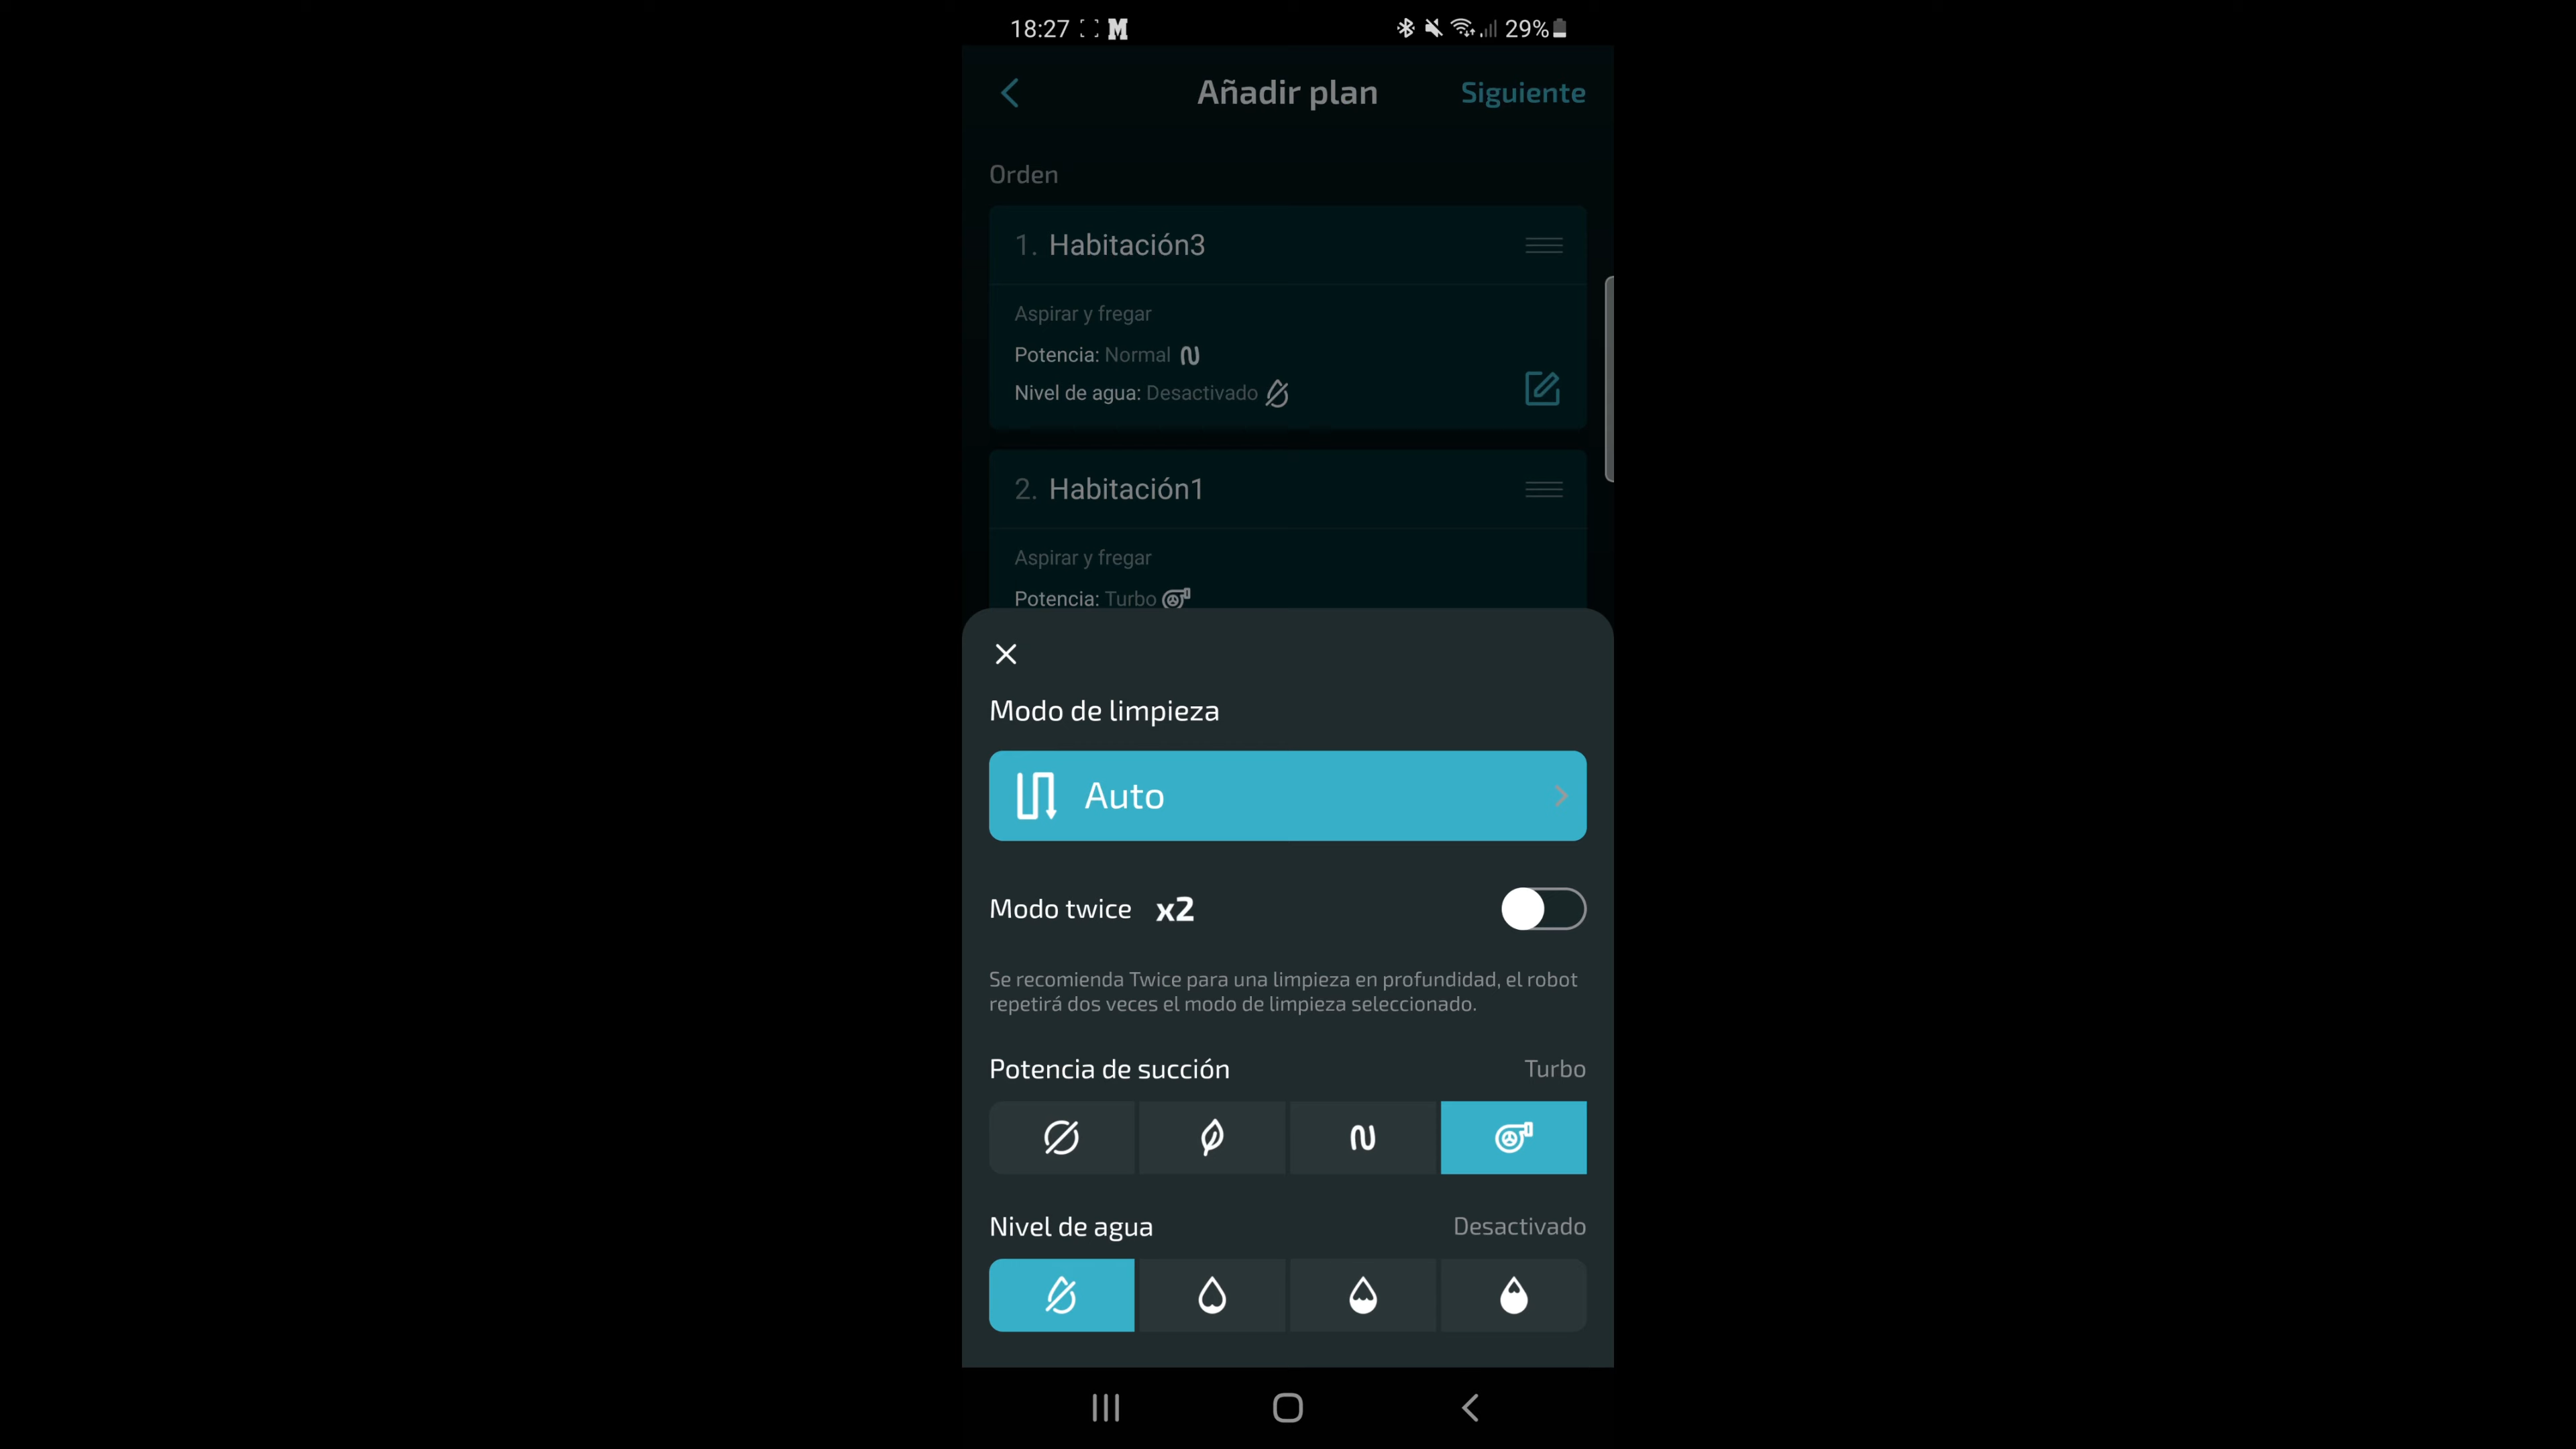 18:27 M 29%
Añadir plan Siguiente
Orden
1. Habitación3
Aspirar y fregar
Potencia: Normal
Nivel de agua: Desactivado
2. Habitación1
Aspirar y fregar
Potencia: Turbo
Modo de limpieza
Auto
Modo twice x2
Se recomienda Twice para una limpieza en profundidad, el robot
repetirá dos veces el modo de limpieza seleccionado.
Potencia de succión Turbo
Nivel de agua Desactivado